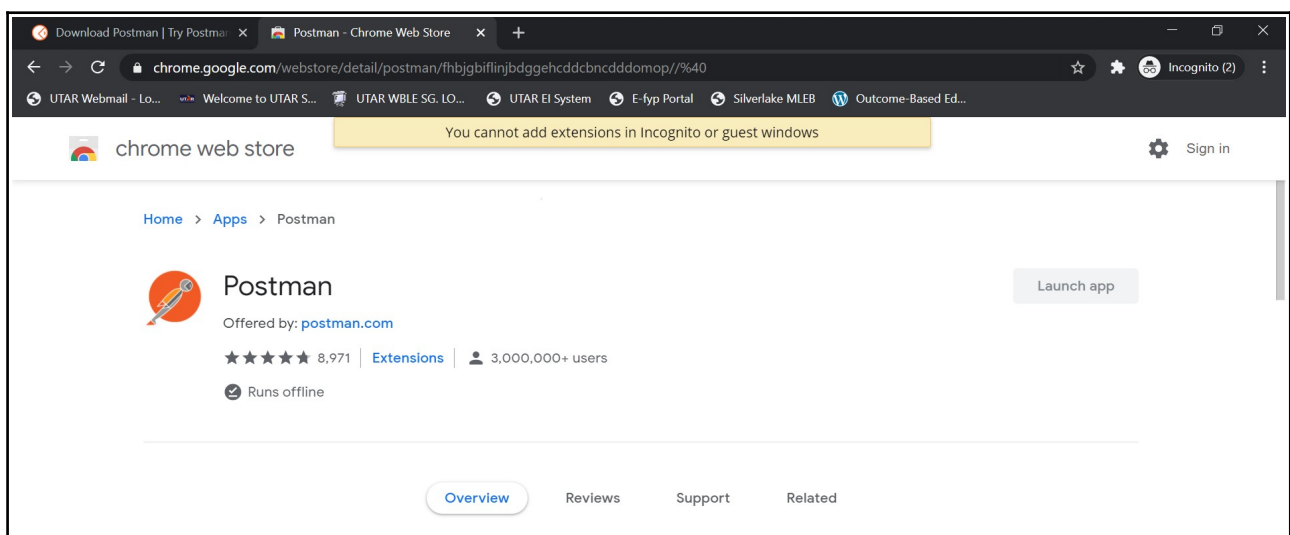 Download Postman | Try Postman
Postman - Chrome Web Store
chrome.google.com/webstore/detail/postman/fhbjgbiflinjbdggehcddcbncdddomop//%40
Incognito (2)
UTAR Webmail - Lo...
Welcome to UTAR S...
UTAR WBLE SG. LO...
UTAR EI System
E-fyp Portal
Silverlake MLEB
Outcome-Based Ed...
You cannot add extensions in Incognito or guest windows
chrome web store
Sign in
Home > Apps > Postman
Postman
Launch app
Offered by: postman.com
8,971 | Extensions | 3,000,000+ users
Runs offline
Overview
Reviews
Support
Related